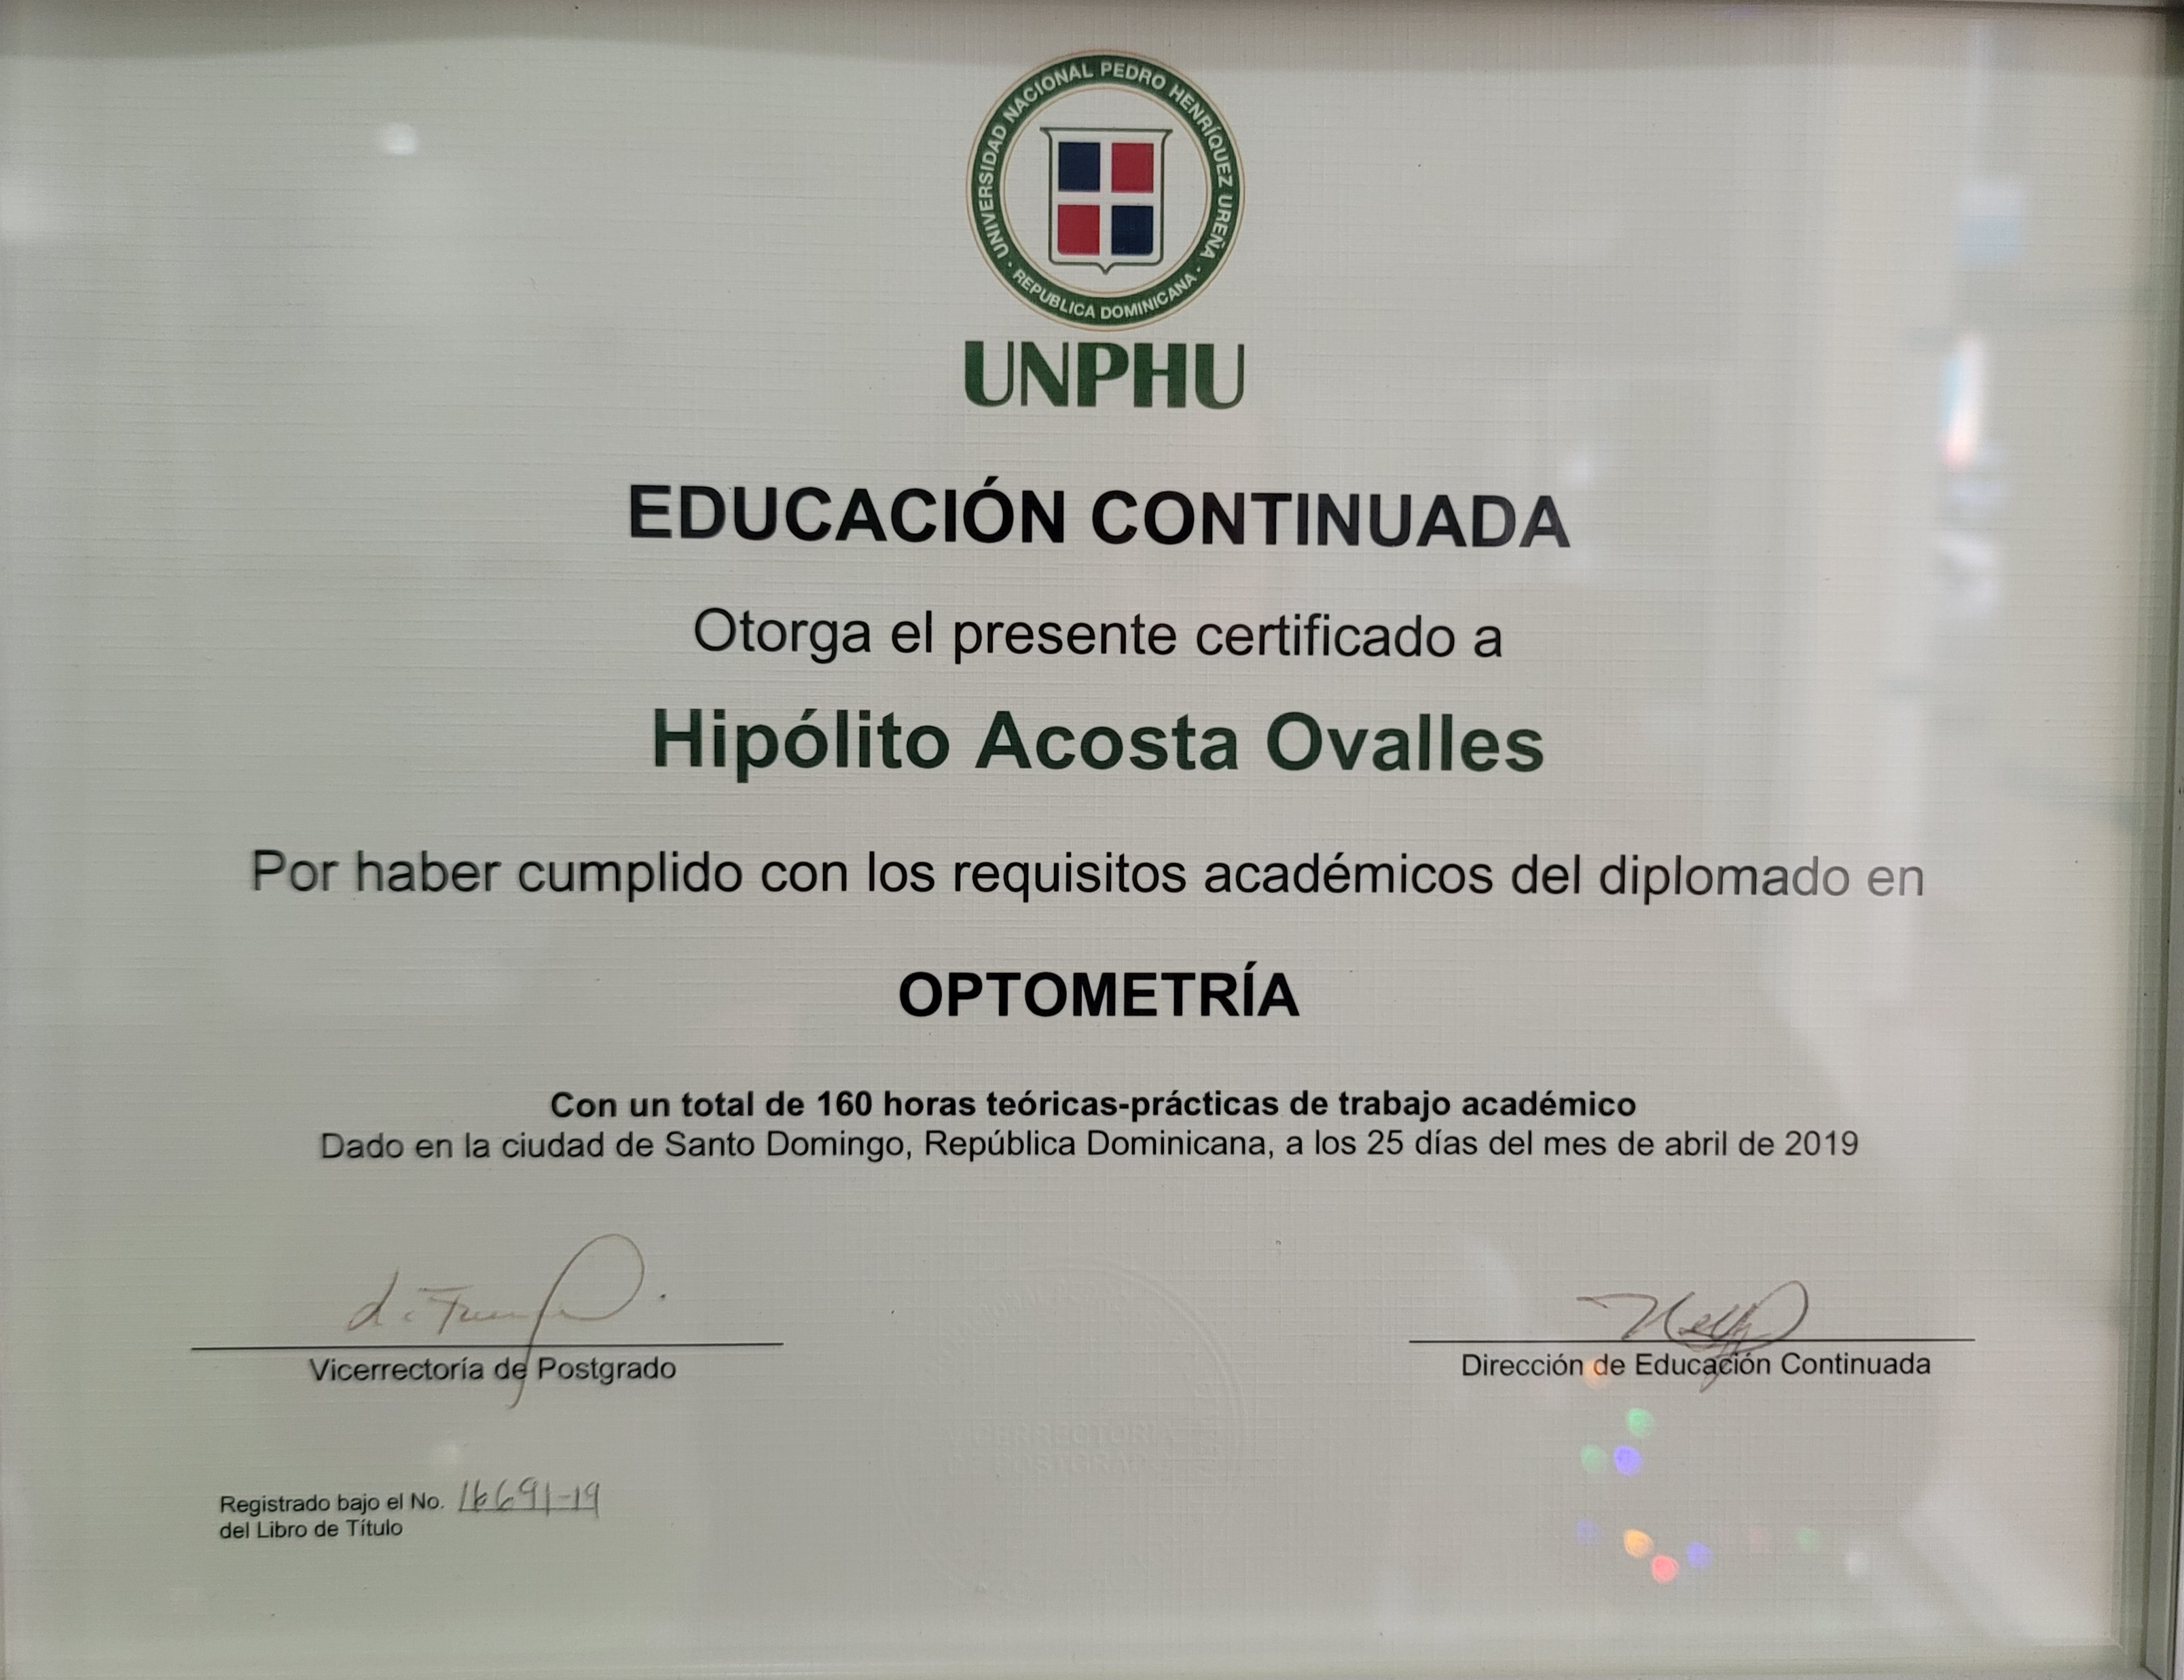 UNIVERSIDAD NACIONAL PEDRO HENRÍQUEZ UREÑA · REPUBLICA DOMINICANA ·
UNPHU
EDUCACIÓN CONTINUADA
Otorga el presente certificado a
Hipólito Acosta Ovalles
Por haber cumplido con los requisitos académicos del diplomado en
OPTOMETRÍA
Con un total de 160 horas teóricas-prácticas de trabajo académico
Dado en la ciudad de Santo Domingo, República Dominicana, a los 25 días del mes de abril de 2019
Vicerrectoría de Postgrado
Dirección de Educación Continuada
Registrado bajo el No. 16691-19
del Libro de Título